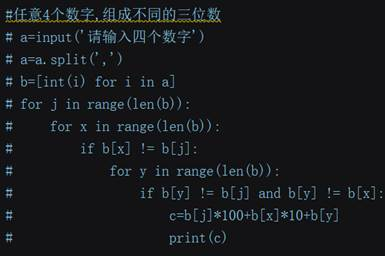 #任意4个数字,组成不同的三位数
# a=input('请输入四个数字')
# a=a.split(',')
# b=[int(i) for i in a]
# for j in range(len(b)):
#     for x in range(len(b)):
#         if b[x] != b[j]:
#             for y in range(len(b)):
#                 if b[y] != b[j] and b[y] != b[x]:
#                     c=b[j]*100+b[x]*10+b[y]
#                     print(c)